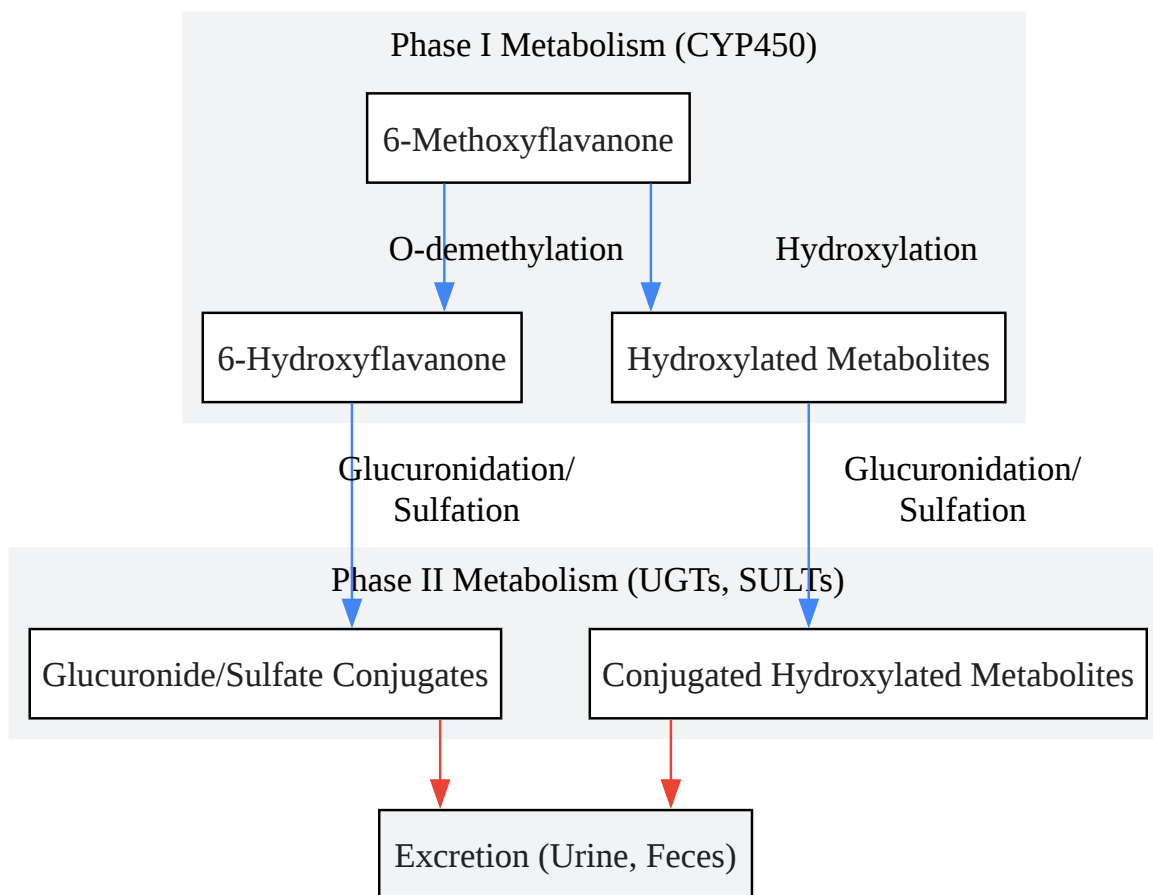 Phase I Metabolism (CYP450)
6-Methoxyflavanone
O-demethylation
Hydroxylation
6-Hydroxyflavanone
Hydroxylated Metabolites
Glucuronidation/
Sulfation
Glucuronidation/
Sulfation
Phase II Metabolism (UGTs, SULTs)
Glucuronide/Sulfate Conjugates
Conjugated Hydroxylated Metabolites
Excretion (Urine, Feces)